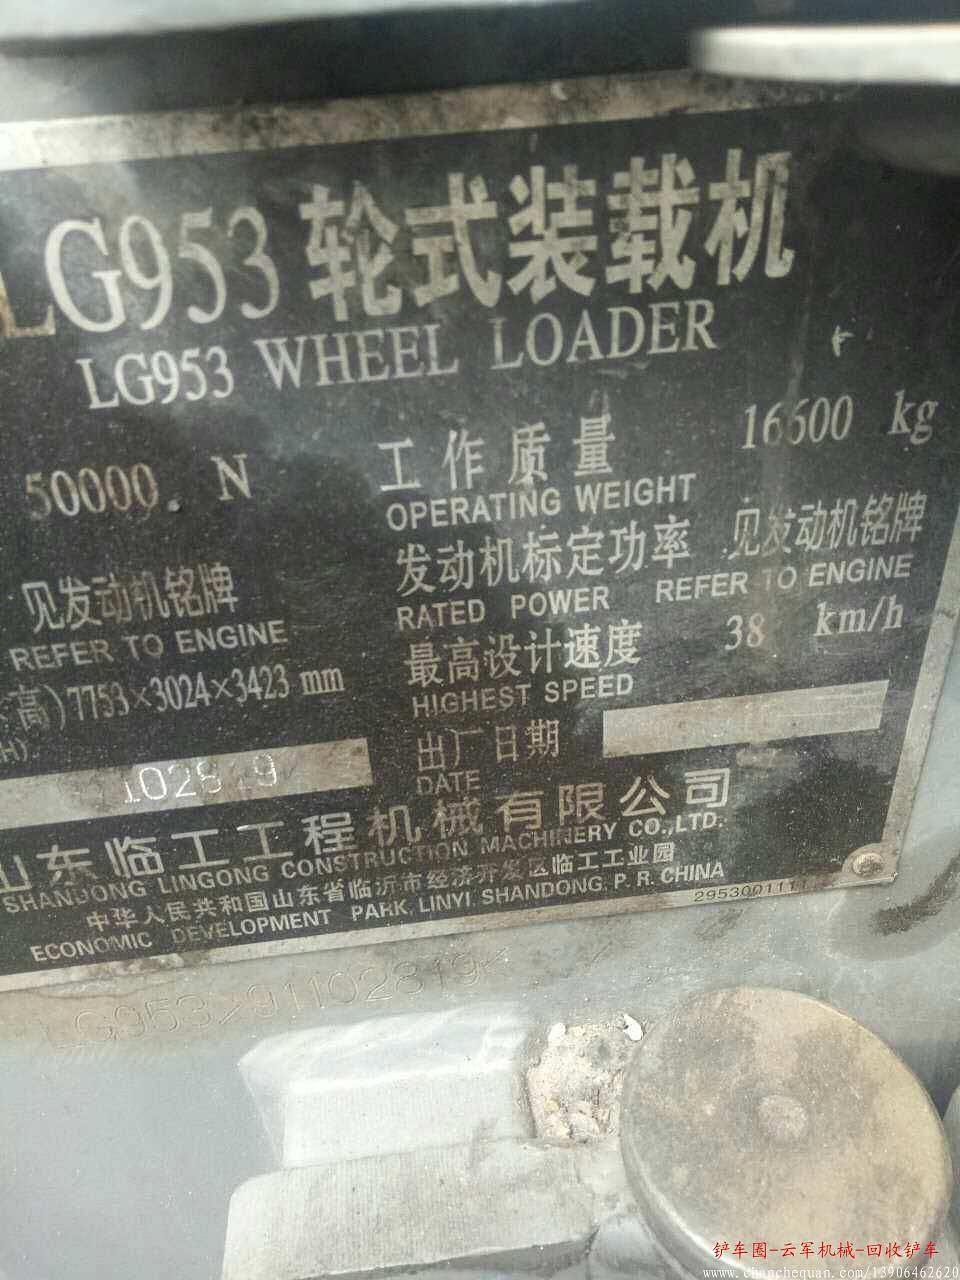 LG953 轮式装载机
LG953 WHEEL LOADER
50000 N 工作质量 16600 kg
OPERATING WEIGHT
见发动机铭牌 发动机标定功率 见发动机铭牌
REFER TO ENGINE RATED POWER REFER TO ENGINE
高)7753×3024×3423 mm 最高设计速度 38 km/h
H) HIGHEST SPEED
出厂日期
DATE
山东临工工程机械有限公司
SHANDONG LINGONG CONSTRUCTION MACHINERY CO.,LTD.
中华人民共和国山东省临沂市经济开发区临工工业园
ECONOMIC DEVELOPMENT PARK, LINYI, SHANDONG, P. R. CHINA
LG953>91102819<
铲车圈-云军机械-回收铲车
www.chanchequan.com/13906462620